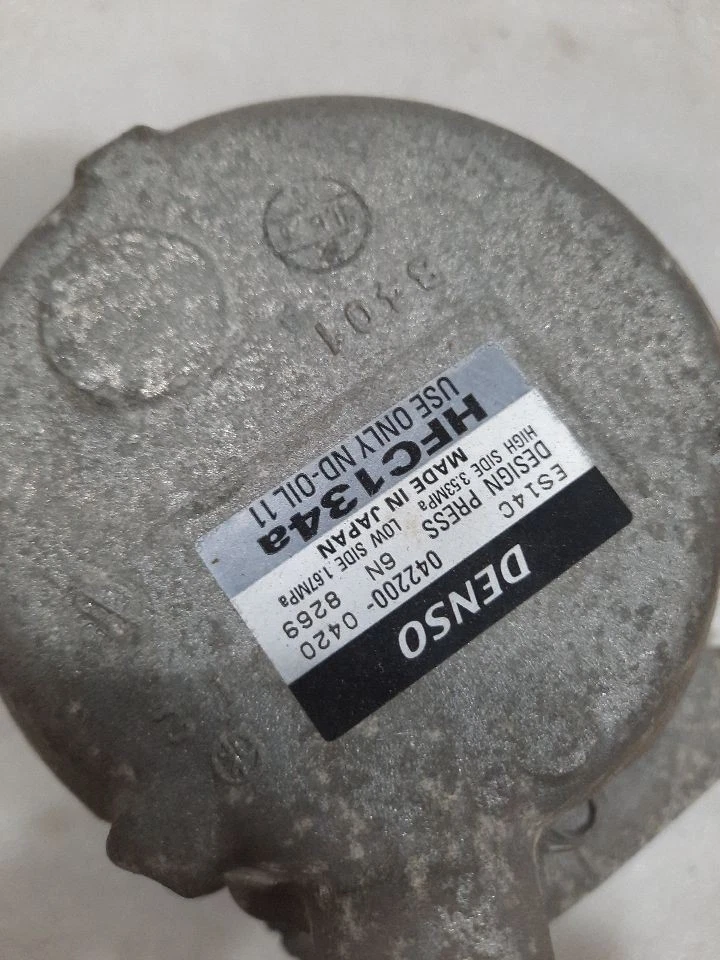 DENSO
ES14C 042200-0420
DESIGN PRESS 6N 8269
HIGH SIDE 3.53MPa LOW SIDE 1.67MPa
MADE IN JAPAN
HFC134a
USE ONLY ND-OIL 11
3401